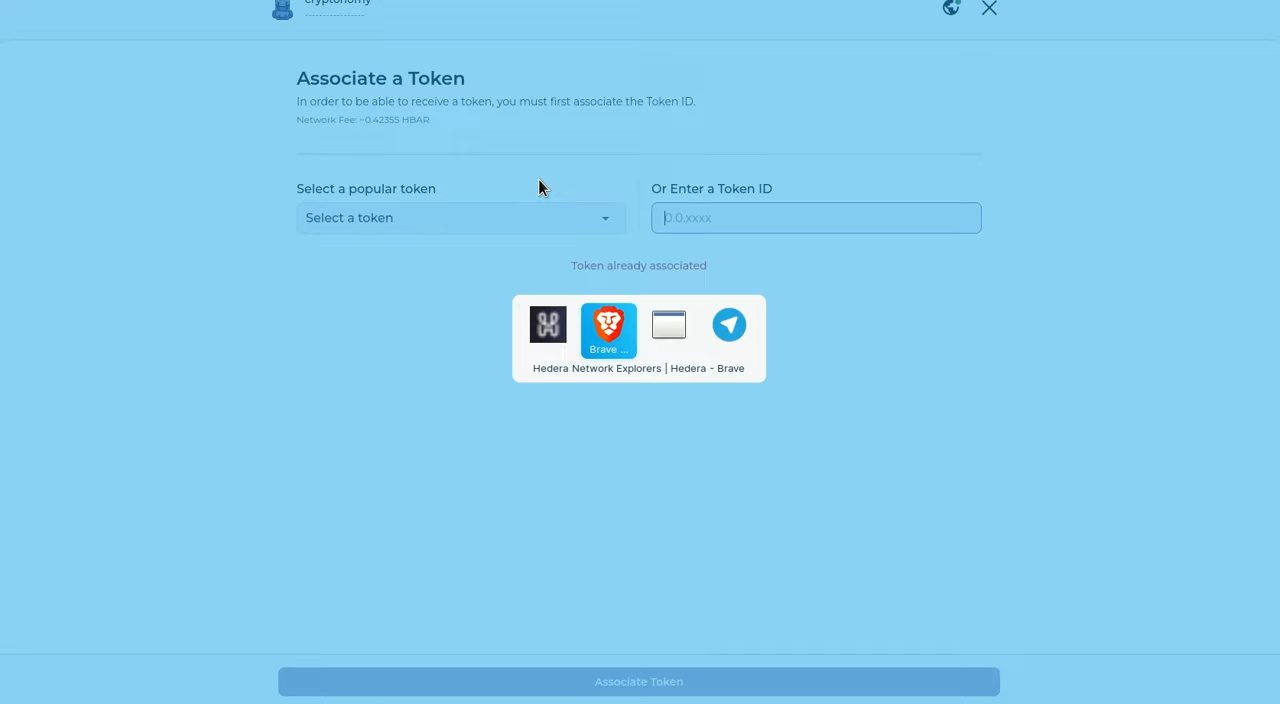 cryptonomy
Associate a Token
In order to be able to receive a token, you must first associate the Token ID.
Network Fee: ~0.42355 HBAR
Select a popular token
Or Enter a Token ID
Select a token
0.0.xxxx
Token already associated
Brave ...
Hedera Network Explorers | Hedera - Brave
Associate Token